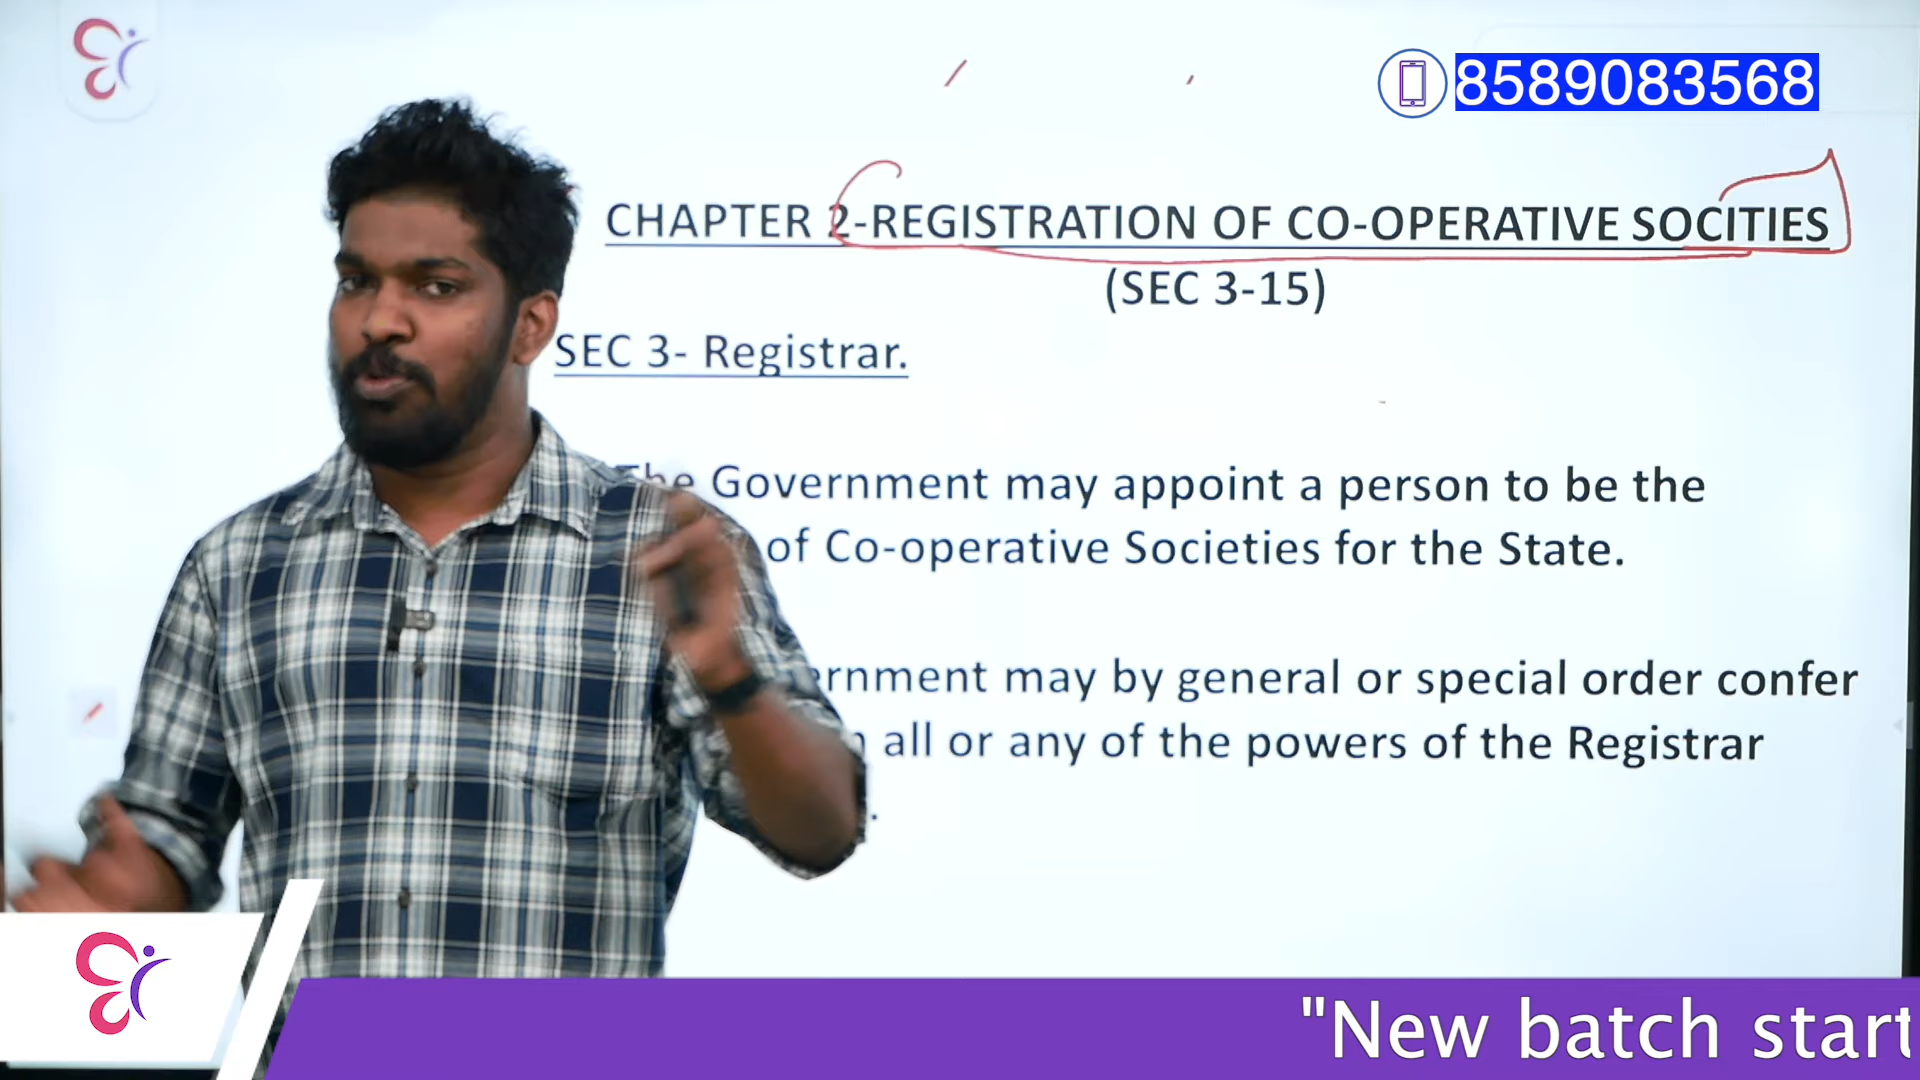 8589083568
CHAPTER 2-REGISTRATION OF CO-OPERATIVE SOCITIES
(SEC 3-15)
SEC 3- Registrar.
The Government may appoint a person to be the
of Co-operative Societies for the State.
may by general or special order confer
all or any of the powers of the Registrar
"New batch start